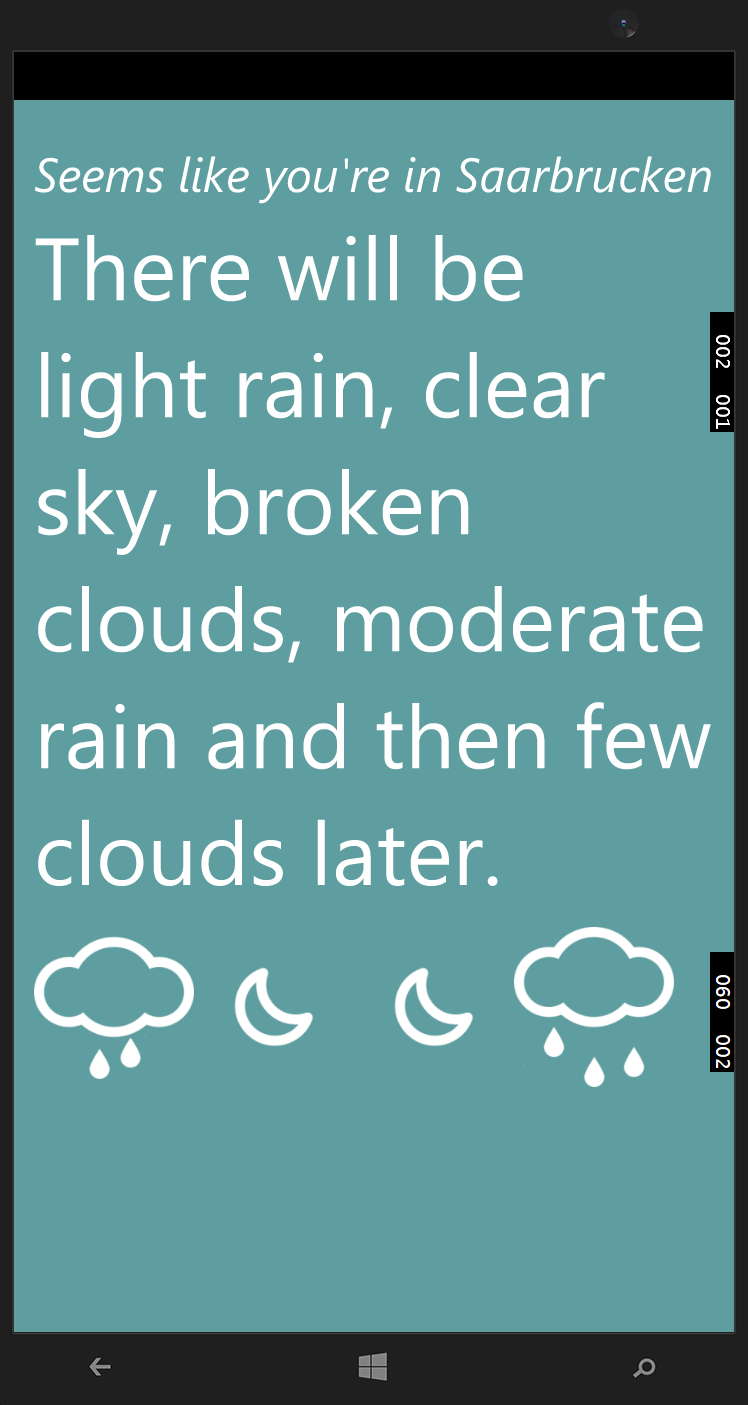 Seems like you're in Saarbrucken
There will be
light rain, clear
sky, broken
clouds, moderate
rain and then few
clouds later.
002 001
060 002